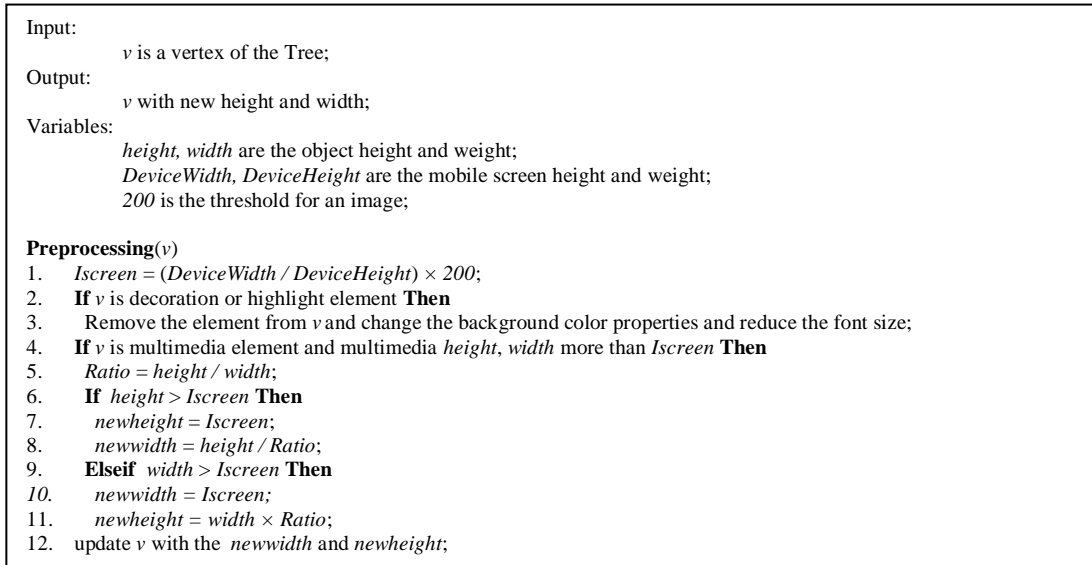 Input:
v is a vertex of the Tree;
Output:
v with new height and width;
Variables:
height, width are the object height and weight;
DeviceWidth, DeviceHeight are the mobile screen height and weight;
200 is the threshold for an image;
Preprocessing(v)
1. Iscreen = (DeviceWidth / DeviceHeight) × 200;
2. If v is decoration or highlight element Then
3. Remove the element from v and change the background color properties and reduce the font size;
4. If v is multimedia element and multimedia height, width more than Iscreen Then
5. Ratio = height / width;
6. If height > Iscreen Then
7. newheight = Iscreen;
8. newwidth = height / Ratio;
9. Elseif width > Iscreen Then
10. newwidth = Iscreen;
11. newheight = width × Ratio;
12. update v with the newwidth and newheight;